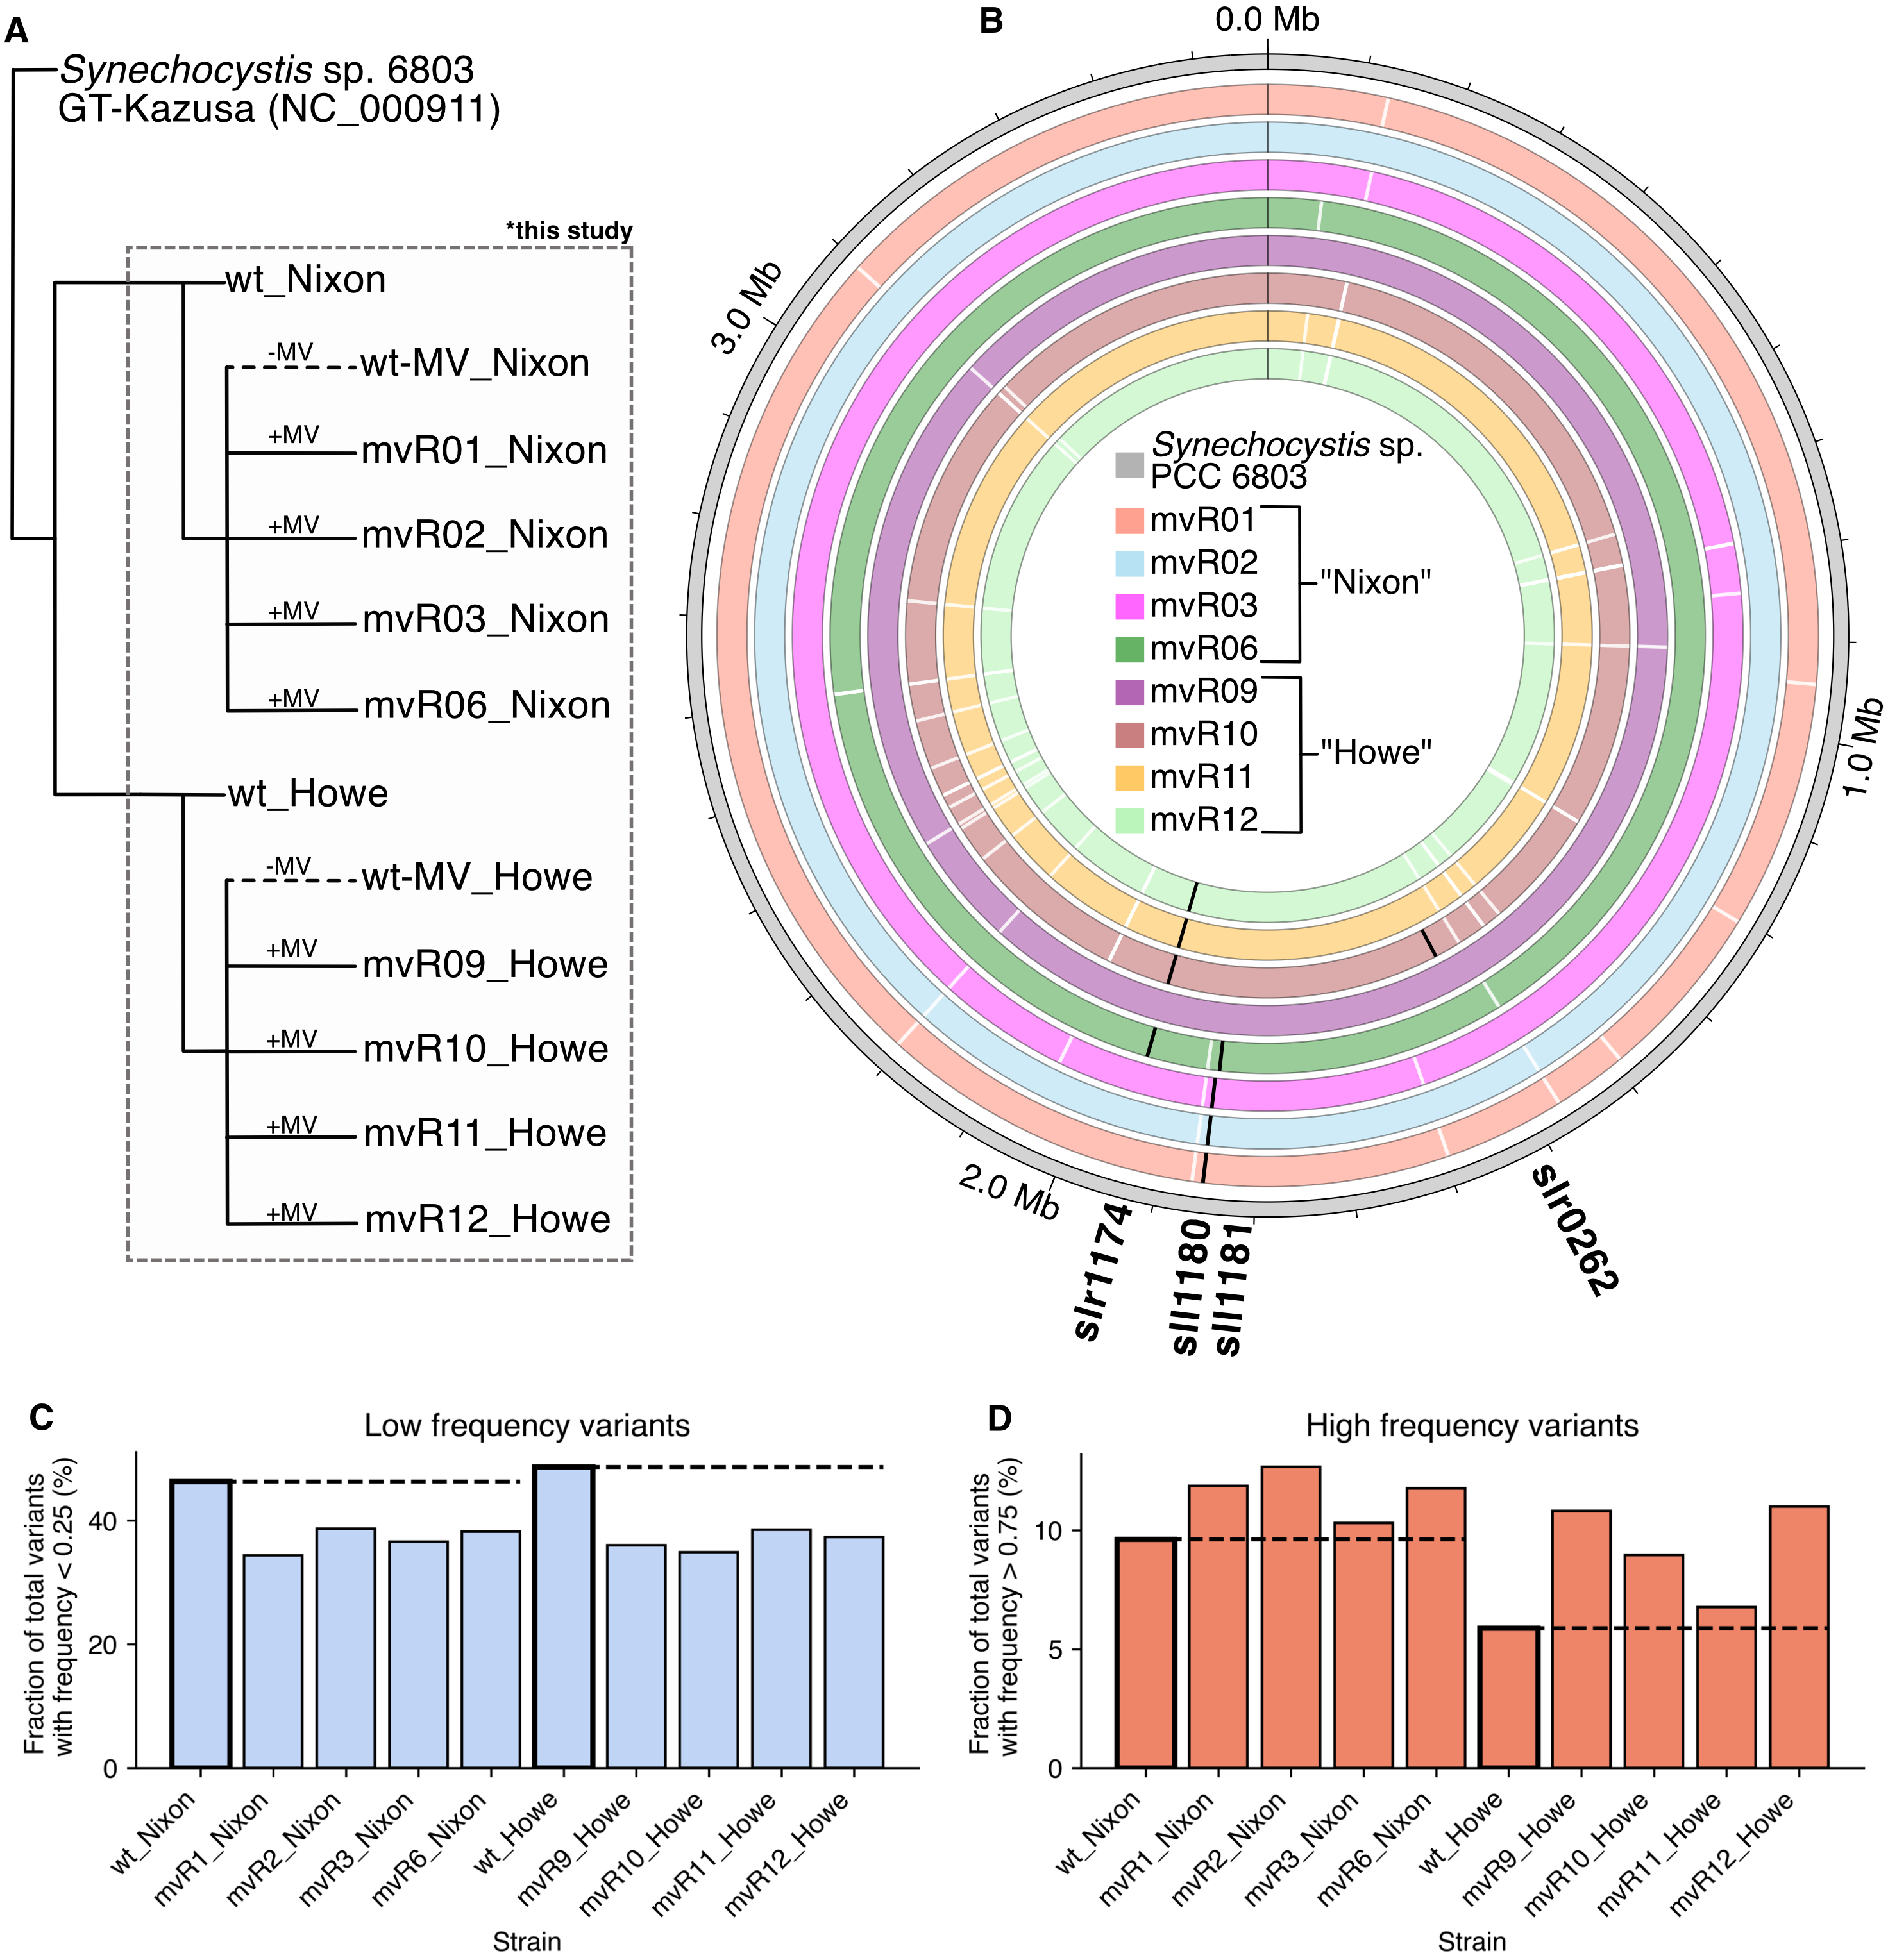 A
Synechocystis sp. 6803
GT-Kazusa (NC_000911)
*this study
wt_Nixon
-MV
wt-MV_Nixon
+MV
mvR01_Nixon
+MV
mvR02_Nixon
+MV
mvR03_Nixon
+MV
mvR06_Nixon
wt_Howe
-MV
wt-MV_Howe
+MV
mvR09_Howe
+MV
mvR10_Howe
+MV
mvR11_Howe
+MV
mvR12_Howe
B
0.0 Mb
1.0 Mb
2.0 Mb
3.0 Mb
Synechocystis sp.
PCC 6803
mvR01
mvR02
mvR03
mvR06
"Nixon"
mvR09
mvR10
mvR11
mvR12
"Howe"
slr1174
sll1180
sll1181
slr0262
C
Low frequency variants
Fraction of total variants
with frequency < 0.25 (%)
40
20
0
wt_Nixon
mvR1_Nixon
mvR2_Nixon
mvR3_Nixon
mvR6_Nixon
wt_Howe
mvR9_Howe
mvR10_Howe
mvR11_Howe
mvR12_Howe
Strain
D
High frequency variants
Fraction of total variants
with frequency > 0.75 (%)
10
5
0
wt_Nixon
mvR1_Nixon
mvR2_Nixon
mvR3_Nixon
mvR6_Nixon
wt_Howe
mvR9_Howe
mvR10_Howe
mvR11_Howe
mvR12_Howe
Strain